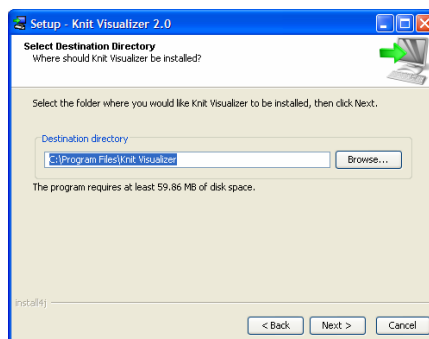 Setup - Knit Visualizer 2.0
Select Destination Directory
Where should Knit Visualizer be installed?
Select the folder where you would like Knit Visualizer to be installed, then click Next.
Destination directory
C:\Program Files\Knit Visualizer
Browse...
The program requires at least 59.86 MB of disk space.
install4j
< Back Next > Cancel